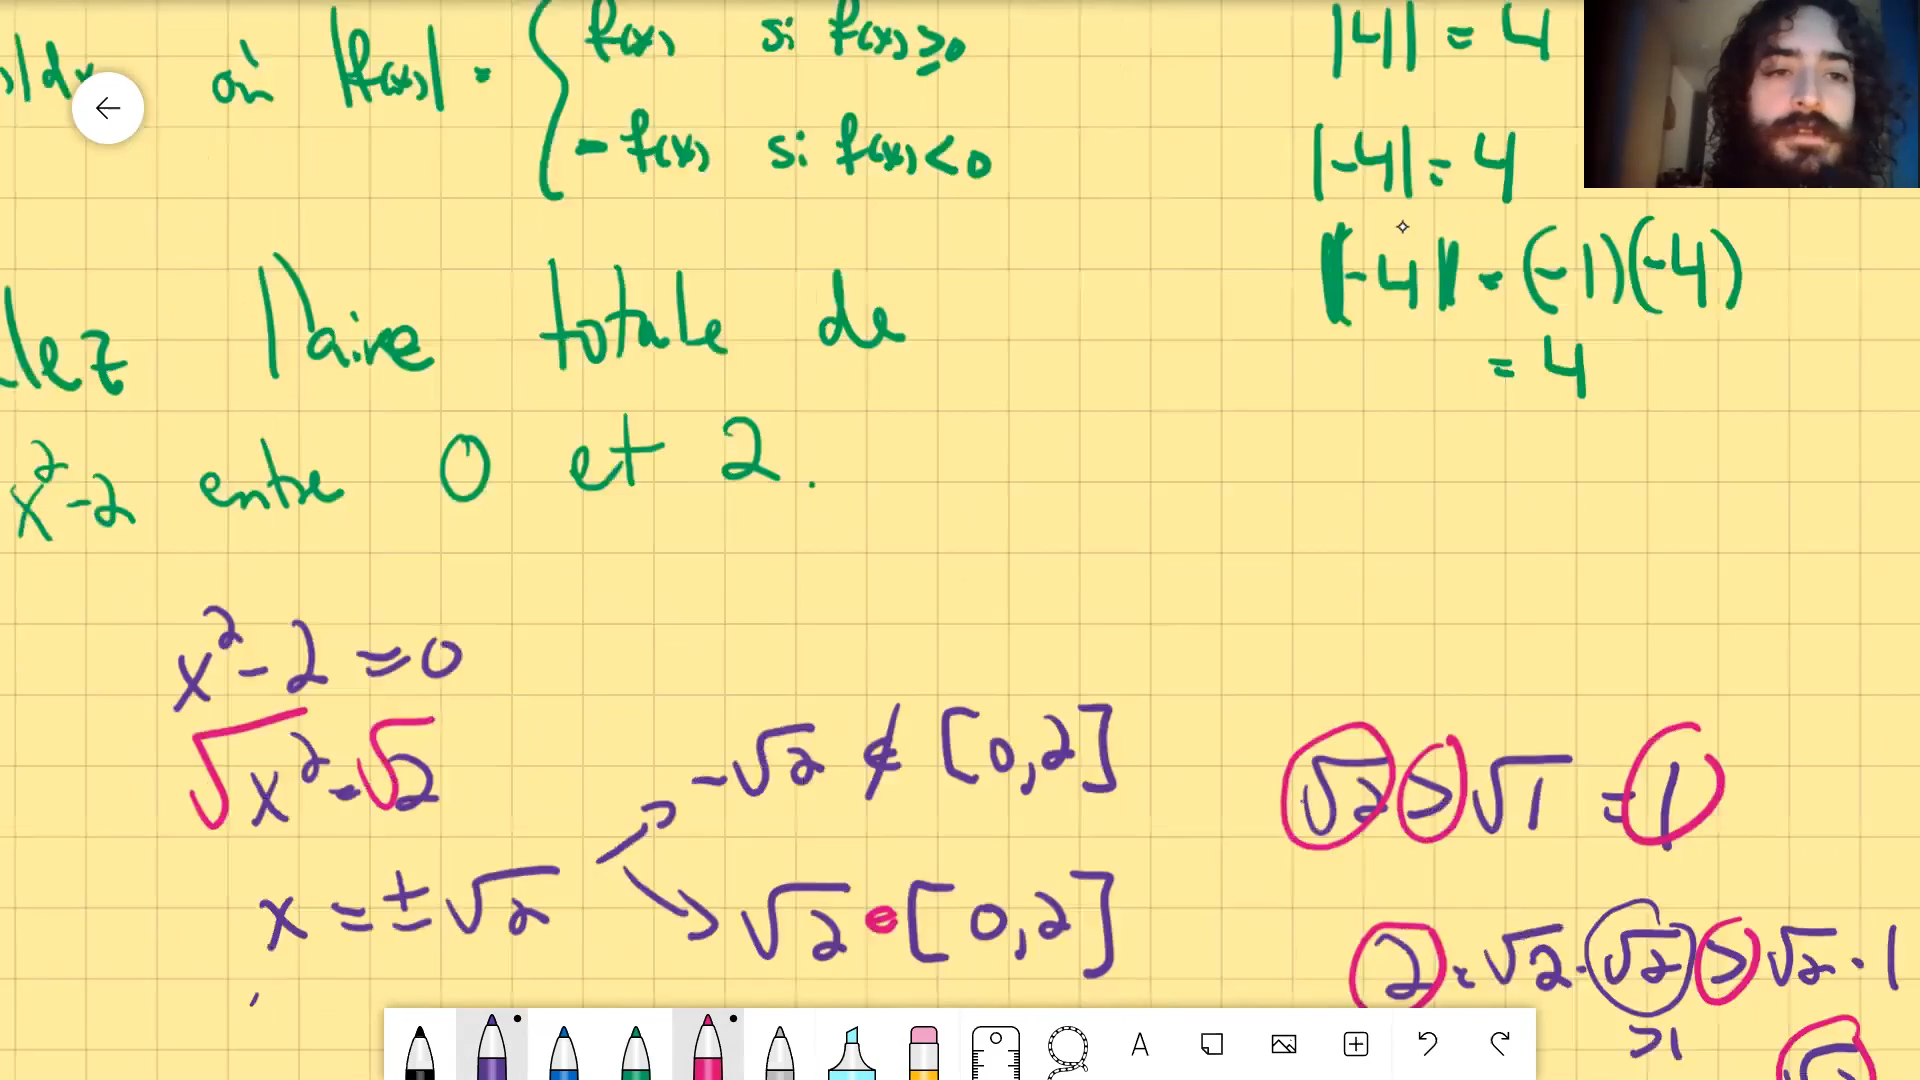 |dx où |f(x)| = { f(x) si f(x) ≥ 0
- f(x) si f(x) < 0
|4| = 4
|-4| = 4
|-4| = (-1)(-4)
= 4
lez l'aire totale de
x² - 2 entre 0 et 2.
x² - 2 = 0
√x² = √2
x = ± √2
-√2 ∉ [0,2]
√2 ∈ [0,2]
√2 > √1 = 1
2 = √2 · √2 > √2 · 1
>1
A